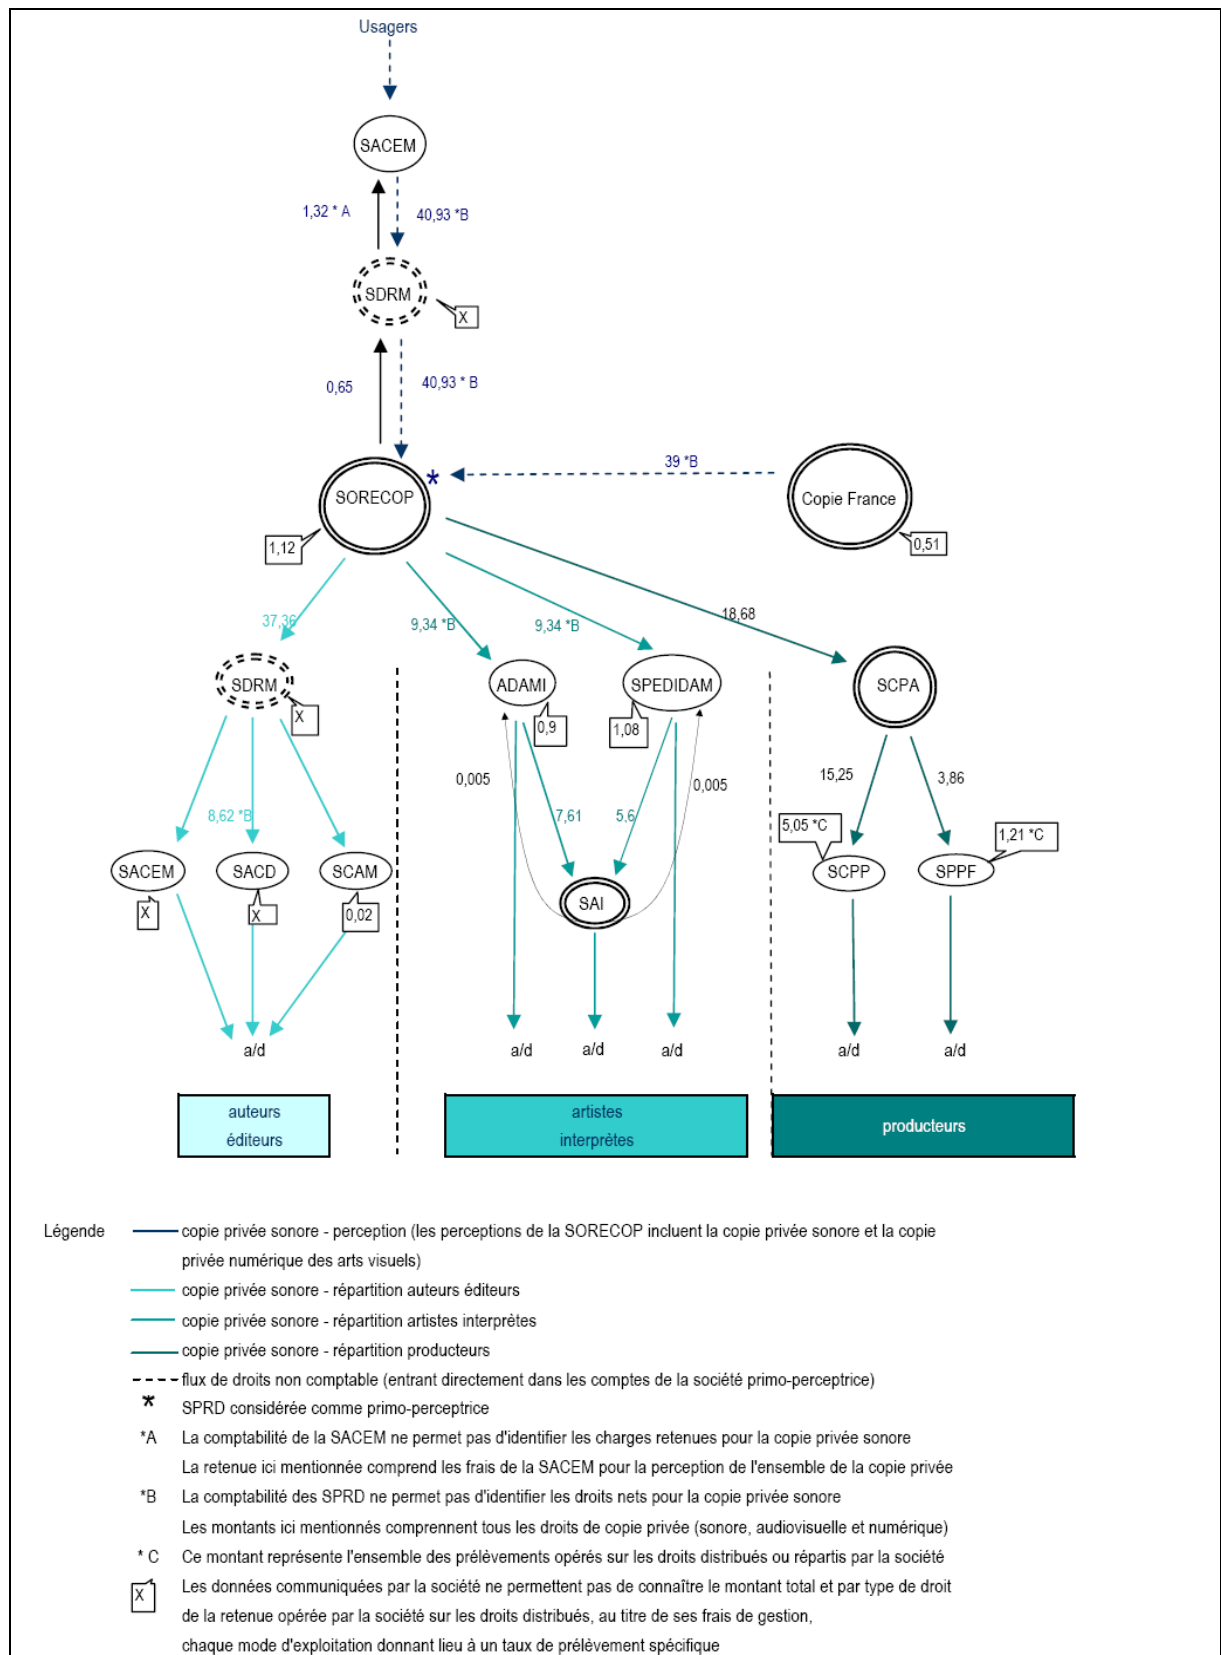 Usagers
SACEM
1,32 * A
40,93 *B
SDRM
X
0,65
40,93 * B
39 *B
SORECOP
*
Copie France
1,12
0,51
37,36
9,34 *B
9,34 *B
18,68
SDRM
X
ADAMI
SPEDIDAM
SCPA
0,9
1,08
0,005
0,005
15,25
3,86
8,62 *B
7,61
5.6
5,05 *C
1,21 *C
SACEM
SACD
SCAM
SAI
SCPP
SPPF
X
X
0,02
a/d
a/d
a/d
a/d
a/d
a/d
auteurs
éditeurs
artistes
interprètes
producteurs
Légende
copie privée sonore - perception (les perceptions de la SORECOP incluent la copie privée sonore et la copie
privée numérique des arts visuels)
copie privée sonore - répartition auteurs éditeurs
copie privée sonore - répartition artistes interprètes
copie privée sonore - répartition producteurs
flux de droits non comptable (entrant directement dans les comptes de la société primo-perceptrice)
* SPRD considérée comme primo-perceptrice
*A La comptabilité de la SACEM ne permet pas d'identifier les charges retenues pour la copie privée sonore
La retenue ici mentionnée comprend les frais de la SACEM pour la perception de l'ensemble de la copie privée
*B La comptabilité des SPRD ne permet pas d'identifier les droits nets pour la copie privée sonore
Les montants ici mentionnés comprennent tous les droits de copie privée (sonore, audiovisuelle et numérique)
* C Ce montant représente l'ensemble des prélèvements opérés sur les droits distribués ou répartis par la société
X Les données communiquées par la société ne permettent pas de connaître le montant total et par type de droit
de la retenue opérée par la société sur les droits distribués, au titre de ses frais de gestion,
chaque mode d'exploitation donnant lieu à un taux de prélèvement spécifique